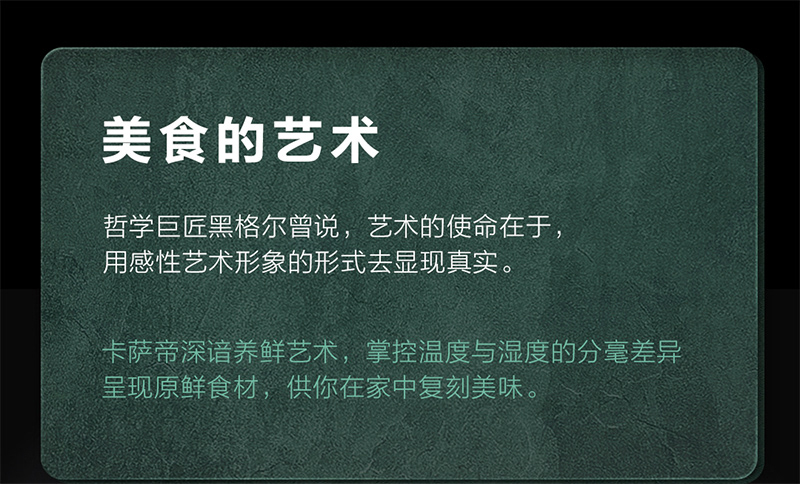 美食的艺术
哲学巨匠黑格尔曾说，艺术的使命在于，
用感性艺术形象的形式去显现真实。
卡萨帝深谙养鲜艺术，掌控温度与湿度的分毫差异
呈现原鲜食材，供你在家中复刻美味。